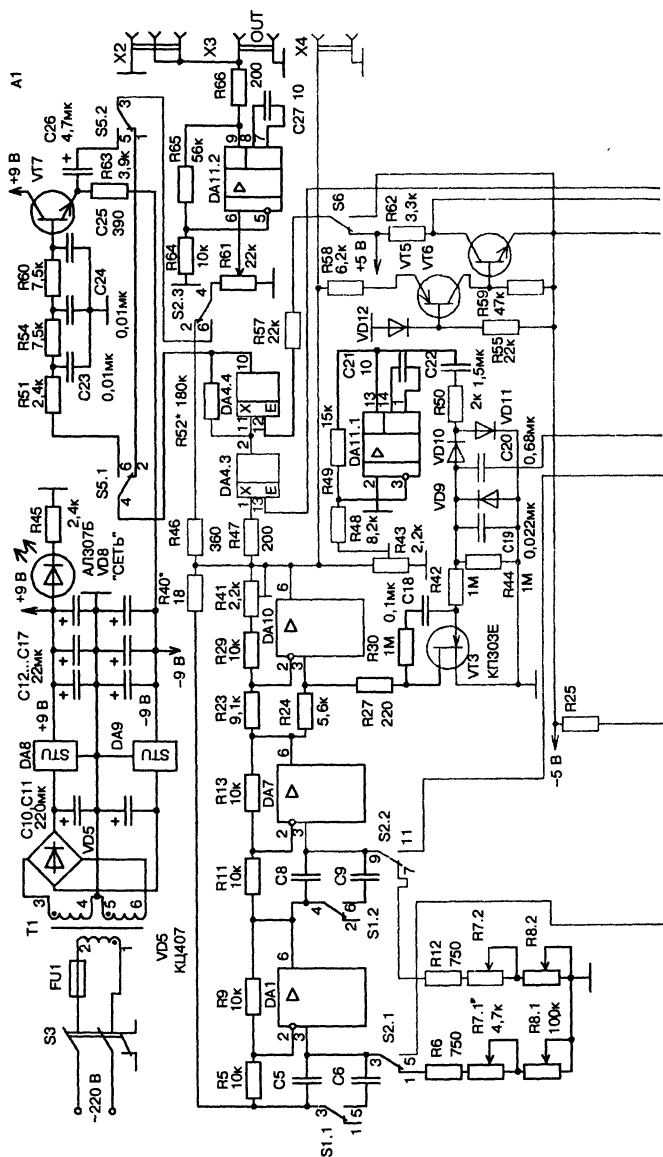 A1
X2
X3
OUT
X4
+9 В
VT7
C26
4,7мк
+
S5.2
3
5
1
R63
3,9к
C25
390
R60
7,5к
C24
0,01мк
R54
7,5к
R51
2,4к
C23
0,01мк
S5.1
6
4
2
R65
56к
R66
200
DA11.2
6
5
9
8
7
C27 10
R64
10к
S2.3
2
4
6
R61
22к
R57
22к
R52* 180к
DA4.4
X
E
11
12
10
DA4.3
X
E
1
13
2
R46
360
R47
200
S6
+5 В
R62
3,3к
R58
6,2к
VT5
VT6
R59
47к
VD12
R55
22к
C21
10
C22
1,5мк
R49
15к
DA11.1
2
3
13
14
1
R48
8,2к
R43
2,2к
R50
2к
VD10
VD11
C20
0,68мк
VD9
C19
0,022мк
R44
1М
R42
1М
C18
0,1мк
R30
1М
VT3
КП303Е
R27
220
–5 В
R25
R45
2,4к
+9 В
АЛ307Б
VD8
"СЕТЬ"
C12...C17
22мк
+ + +
+ + +
–9 В
DA8
STU
+9 В
DA9
STU
–9 В
C10,C11
220мк
+
+
VD5
T1
3
4
5
6
2
1
VD5
КЦ407
FU1
S3
~220 В
R40*
18
R41
2,2к
R29
10к
DA10
2
3
6
R23
9,1к
R24
5,6к
R13
10к
DA7
2
3
6
R11
10к
C8
C9
S1.2
4
2
6
S2.2
9
7
11
R9
10к
DA1
2
3
6
R5
10к
C5
C6
S1.1
3
1
5
S2.1
3
1
5
R12
750
R7.2
R8.2
R6
750
R7.1*
4,7к
R8.1
100к